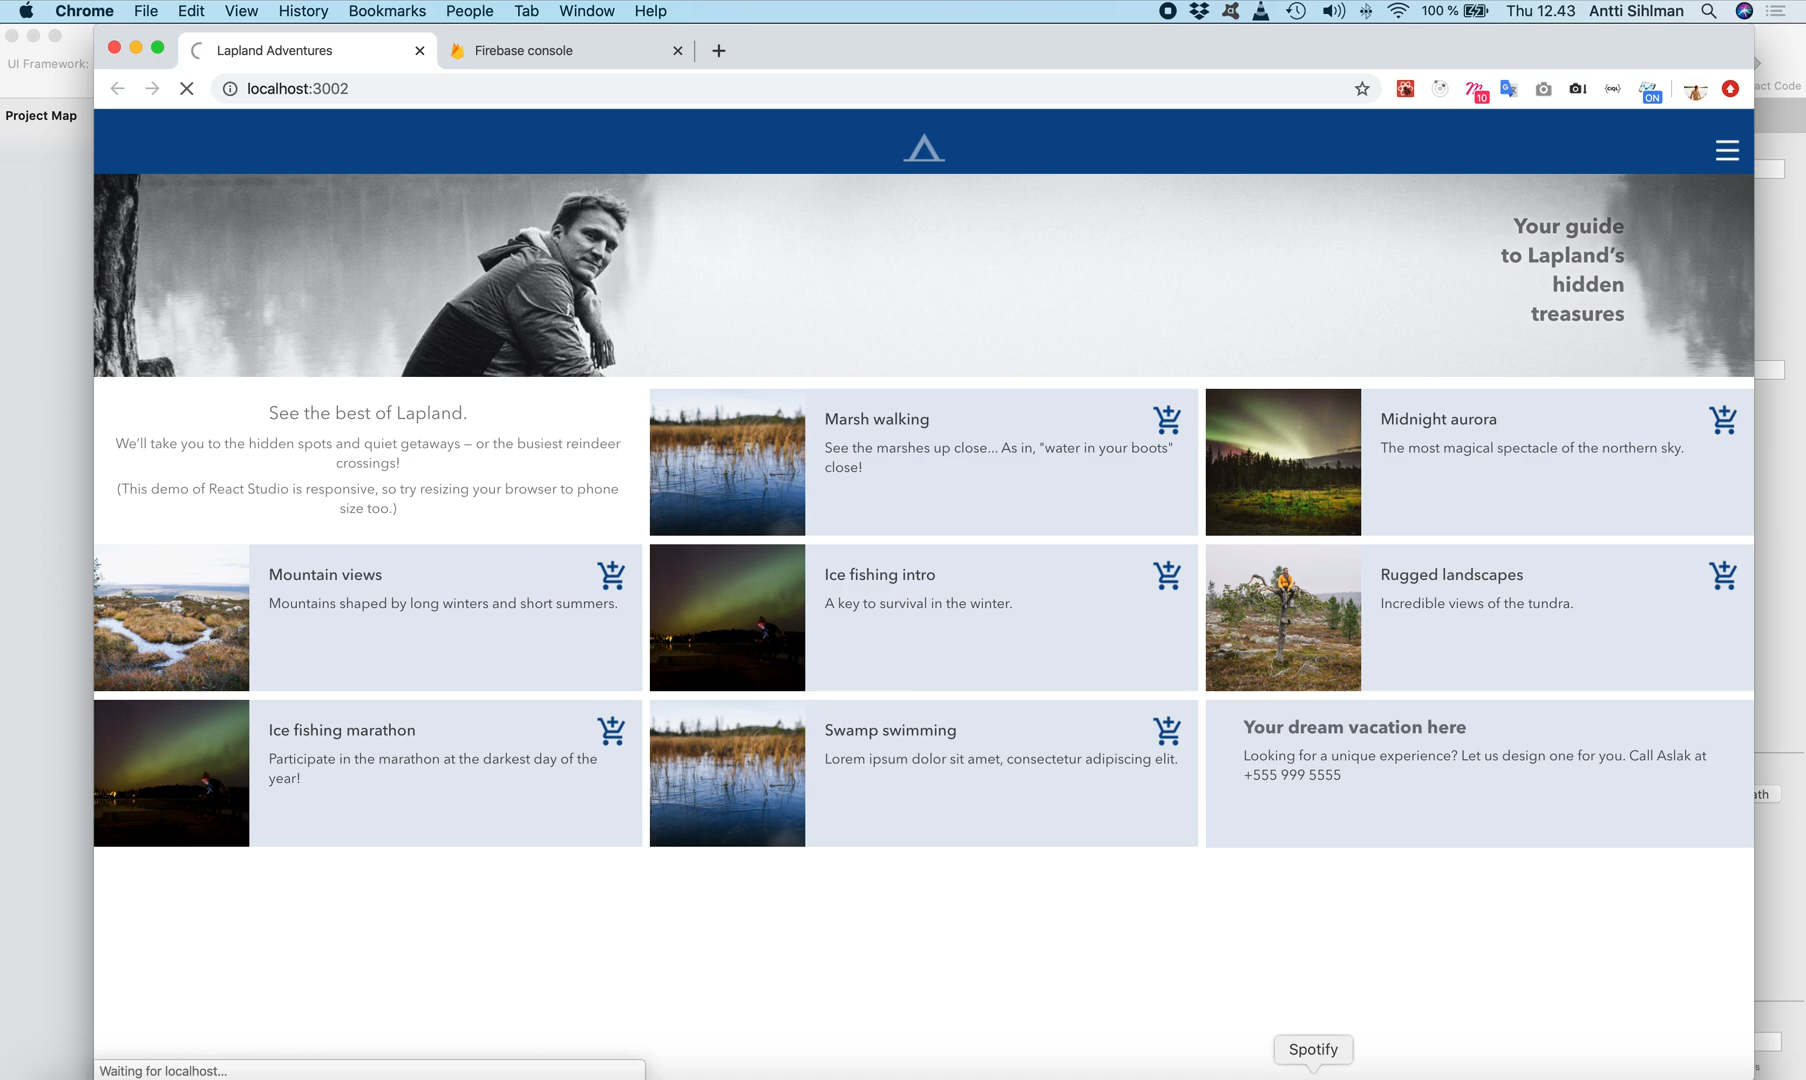 Chrome File Edit View History Bookmarks People Tab Window Help 100 % Thu 12.43 Antti Sihlman
Lapland Adventures
Firebase console
UI Framework:
localhost:3002
10
ON
act Code
Project Map
Your guide
to Lapland's
hidden
treasures
See the best of Lapland.
We'll take you to the hidden spots and quiet getaways – or the busiest reindeer
crossings!
(This demo of React Studio is responsive, so try resizing your browser to phone
size too.)
Marsh walking
See the marshes up close... As in, "water in your boots"
close!
Midnight aurora
The most magical spectacle of the northern sky.
Mountain views
Mountains shaped by long winters and short summers.
Ice fishing intro
A key to survival in the winter.
Rugged landscapes
Incredible views of the tundra.
Ice fishing marathon
Participate in the marathon at the darkest day of the
year!
Swamp swimming
Lorem ipsum dolor sit amet, consectetur adipiscing elit.
Your dream vacation here
Looking for a unique experience? Let us design one for you. Call Aslak at
+555 999 5555
ath
Spotify
Waiting for localhost...